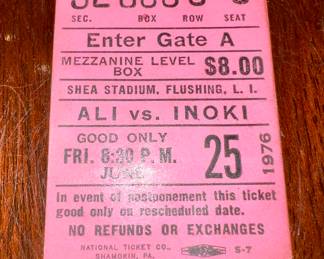 SEC. BOX ROW SEAT
Enter Gate A
MEZZANINE LEVEL
BOX
$8.00
SHEA STADIUM, FLUSHING, L. I.
ALI vs. INOKI
GOOD ONLY
FRI. 8:30 P. M.
JUNE
25
1976
In event of postponement this ticket
good only on rescheduled date.
NO REFUNDS or EXCHANGES
NATIONAL TICKET CO., S-7
SHAMOKIN, PA.